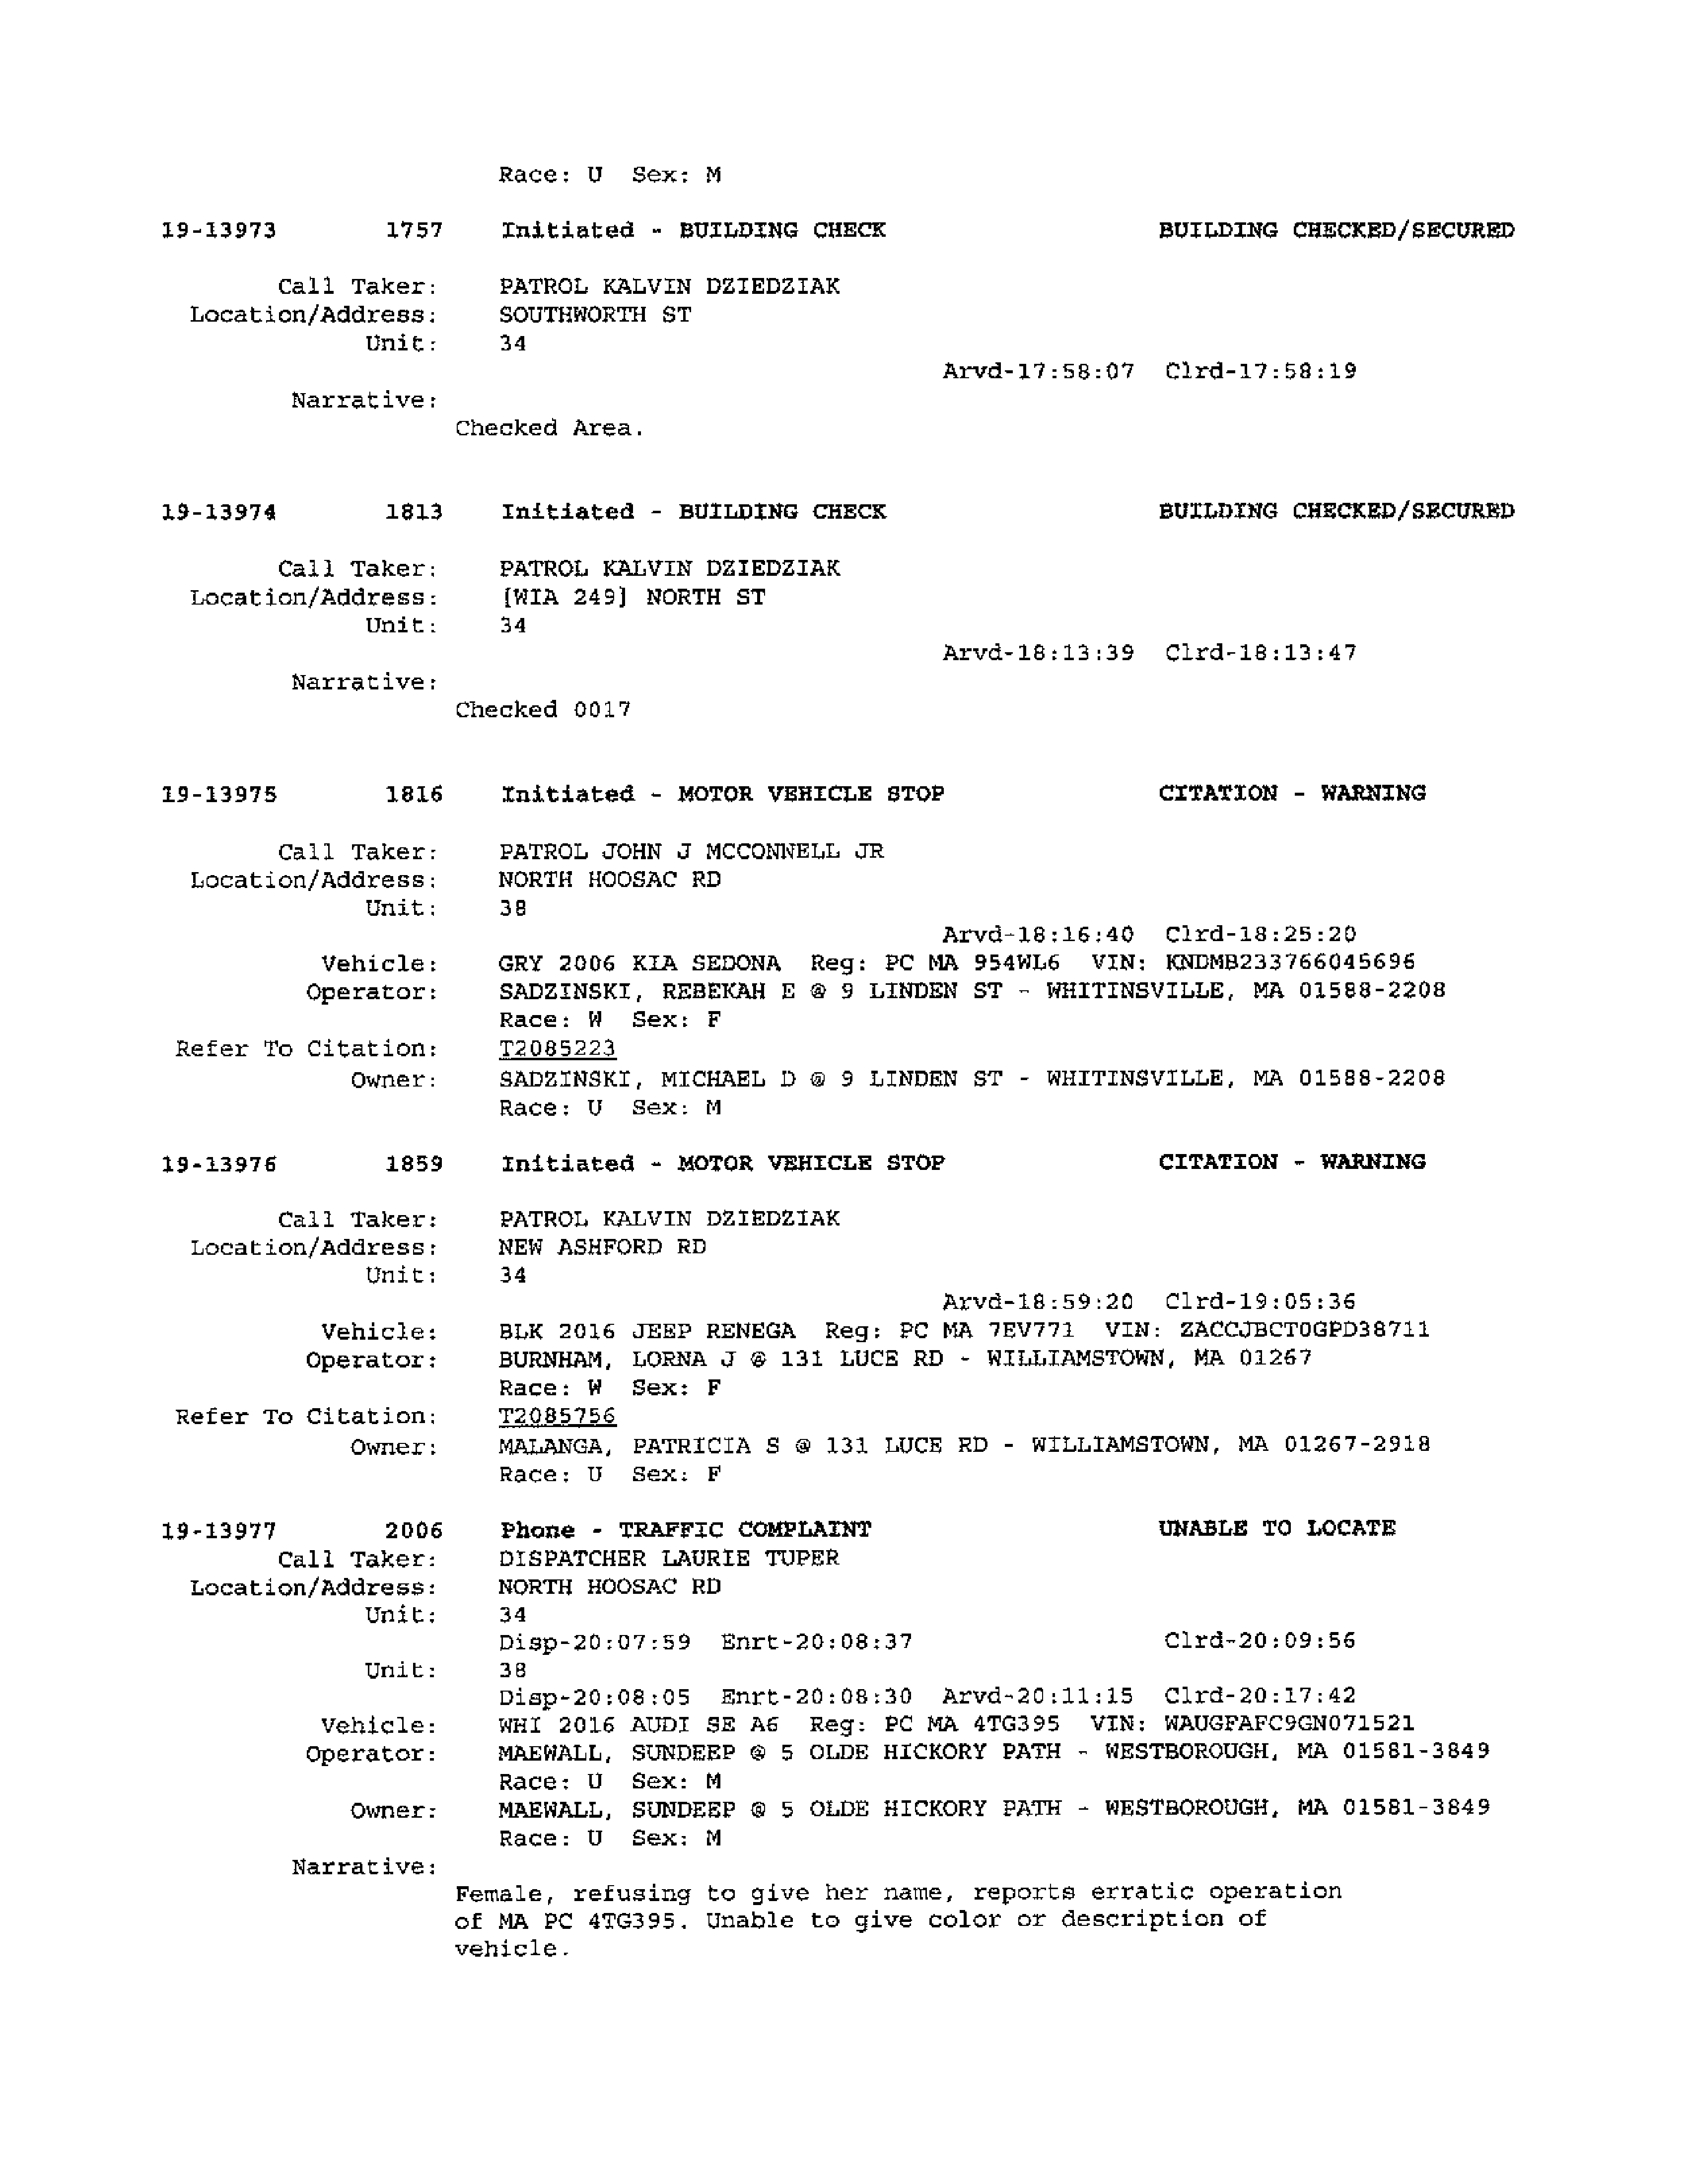 Race: U Sex: M
19-13973 1757 Initiated - BUILDING CHECK BUILDING CHECKED/SECURED
Call Taker: PATROL KALVIN DZIEDZIAK
Location/Address: SOUTHWORTH ST
Unit: 34
Arvd-17:58:07 Clrd-17:58:19
Narrative:
Checked Area.
19-13974 1813 Initiated - BUILDING CHECK BUILDING CHECKED/SECURED
Call Taker: PATROL KALVIN DZIEDZIAK
Location/Address: [WIA 249] NORTH ST
Unit: 34
Arvd-18:13:39 Clrd-18:13:47
Narrative:
Checked 0017
19-13975 1816 Initiated - MOTOR VEHICLE STOP CITATION - WARNING
Call Taker: PATROL JOHN J MCCONNELL JR
Location/Address: NORTH HOOSAC RD
Unit: 38
Arvd-18:16:40 Clrd-18:25:20
Vehicle: GRY 2006 KIA SEDONA Reg: PC MA 954WL6 VIN: KNDMB233766045696
Operator: SADZINSKI, REBEKAH E @ 9 LINDEN ST - WHITINSVILLE, MA 01588-2208
Race: W Sex: F
Refer To Citation: T2085223
Owner: SADZINSKI, MICHAEL D @ 9 LINDEN ST - WHITINSVILLE, MA 01588-2208
Race: U Sex: M
19-13976 1859 Initiated - MOTOR VEHICLE STOP CITATION - WARNING
Call Taker: PATROL KALVIN DZIEDZIAK
Location/Address: NEW ASHFORD RD
Unit: 34
Arvd-18:59:20 Clrd-19:05:36
Vehicle: BLK 2016 JEEP RENEGA Reg: PC MA 7EV771 VIN: ZACCJBCT0GPD38711
Operator: BURNHAM, LORNA J @ 131 LUCE RD - WILLIAMSTOWN, MA 01267
Race: W Sex: F
Refer To Citation: T2085756
Owner: MALANGA, PATRICIA S @ 131 LUCE RD - WILLIAMSTOWN, MA 01267-2918
Race: U Sex: F
19-13977 2006 Phone - TRAFFIC COMPLAINT UNABLE TO LOCATE
Call Taker: DISPATCHER LAURIE TUPER
Location/Address: NORTH HOOSAC RD
Unit: 34
Disp-20:07:59 Enrt-20:08:37 Clrd-20:09:56
Unit: 38
Disp-20:08:05 Enrt-20:08:30 Arvd-20:11:15 Clrd-20:17:42
Vehicle: WHI 2016 AUDI SE A6 Reg: PC MA 4TG395 VIN: WAUGFAFC9GN071521
Operator: MAEWALL, SUNDEEP @ 5 OLDE HICKORY PATH - WESTBOROUGH, MA 01581-3849
Race: U Sex: M
Owner: MAEWALL, SUNDEEP @ 5 OLDE HICKORY PATH - WESTBOROUGH, MA 01581-3849
Race: U Sex: M
Narrative:
Female, refusing to give her name, reports erratic operation
of MA PC 4TG395. Unable to give color or description of
vehicle.